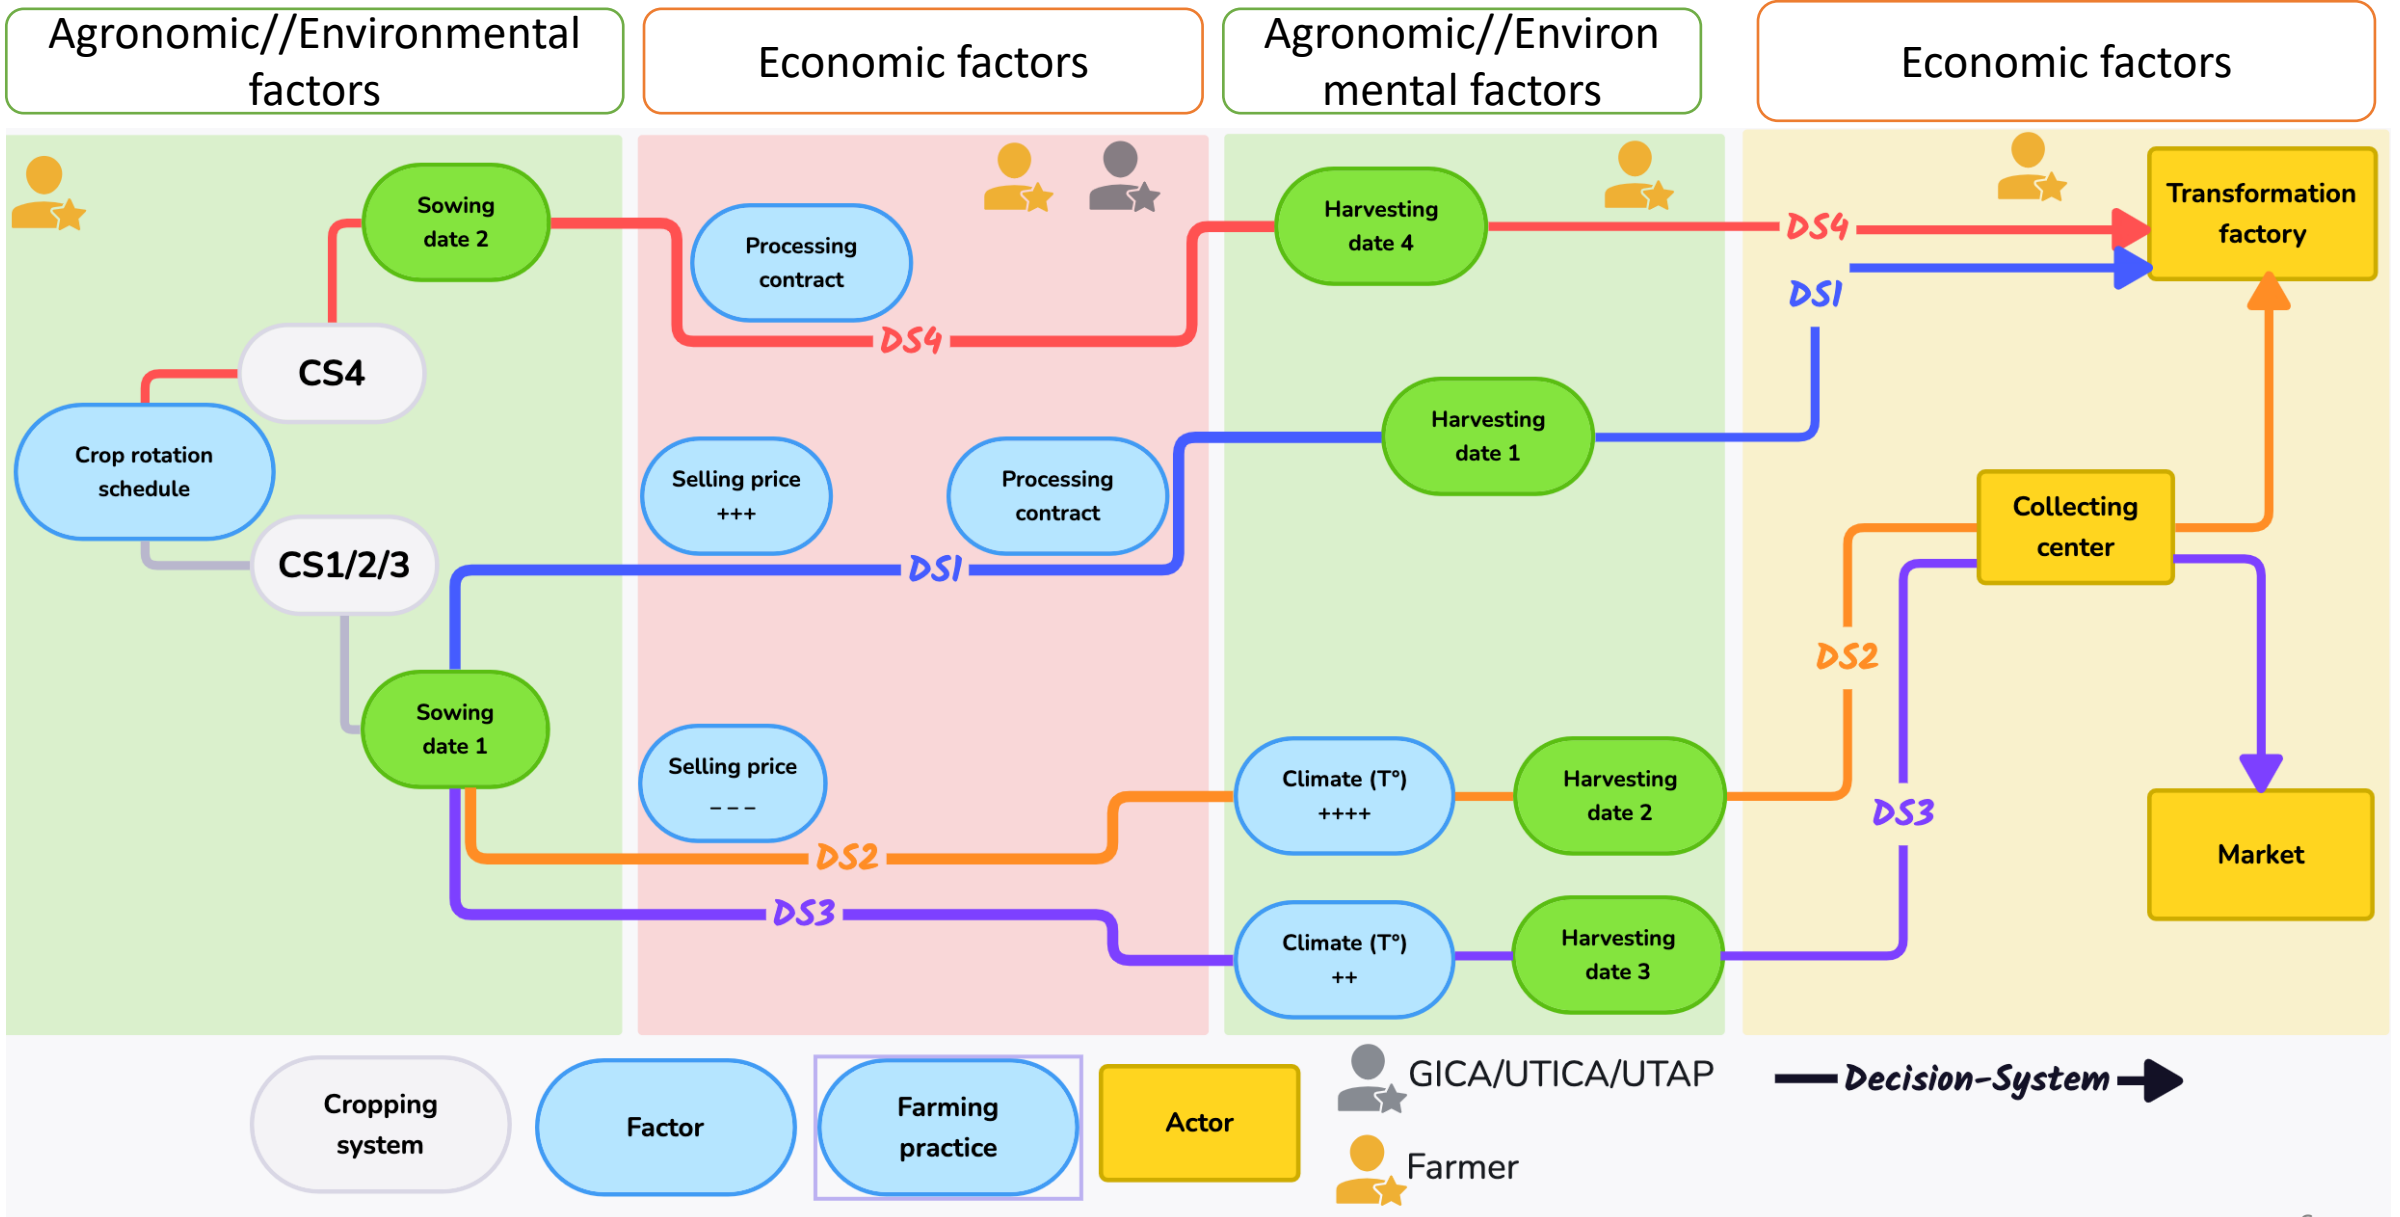 Agronomic//Environmental
factors
Economic factors
Agronomic//Environ
mental factors
Economic factors
Sowing
date 2
CS4
Crop rotation
schedule
CS1/2/3
Sowing
date 1
Processing
contract
DS4
Selling price
+++
Processing
contract
DS1
Selling price
– – –
DS2
DS3
Harvesting
date 4
Harvesting
date 1
Climate (T°)
++++
Harvesting
date 2
Climate (T°)
++
Harvesting
date 3
DS4
DS1
DS2
DS3
Transformation
factory
Collecting
center
Market
Cropping
system
Factor
Farming
practice
Actor
GICA/UTICA/UTAP
Farmer
Decision-System